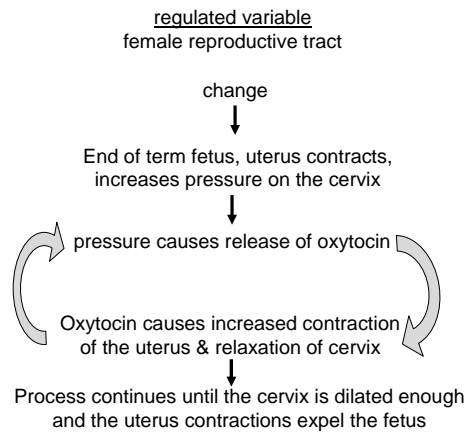 regulated variable
female reproductive tract
change
End of term fetus, uterus contracts,
increases pressure on the cervix
pressure causes release of oxytocin
Oxytocin causes increased contraction
of the uterus & relaxation of cervix
Process continues until the cervix is dilated enough
and the uterus contractions expel the fetus